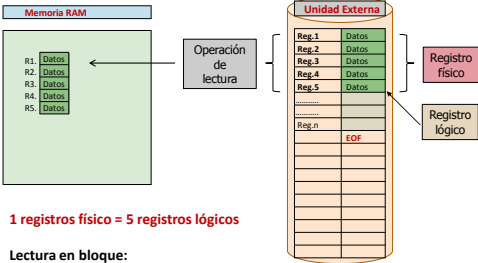 Memoria RAM
R1. Datos
R2. Datos
R3. Datos
R4. Datos
R5. Datos
Operación
de
lectura
Unidad Externa
Reg.1 Datos
Reg.2 Datos
Reg.3 Datos
Reg.4 Datos
Reg.5 Datos
...........
...........
Reg.n
EOF
Registro
físico
Registro
lógico
1 registros físico = 5 registros lógicos
Lectura en bloque: